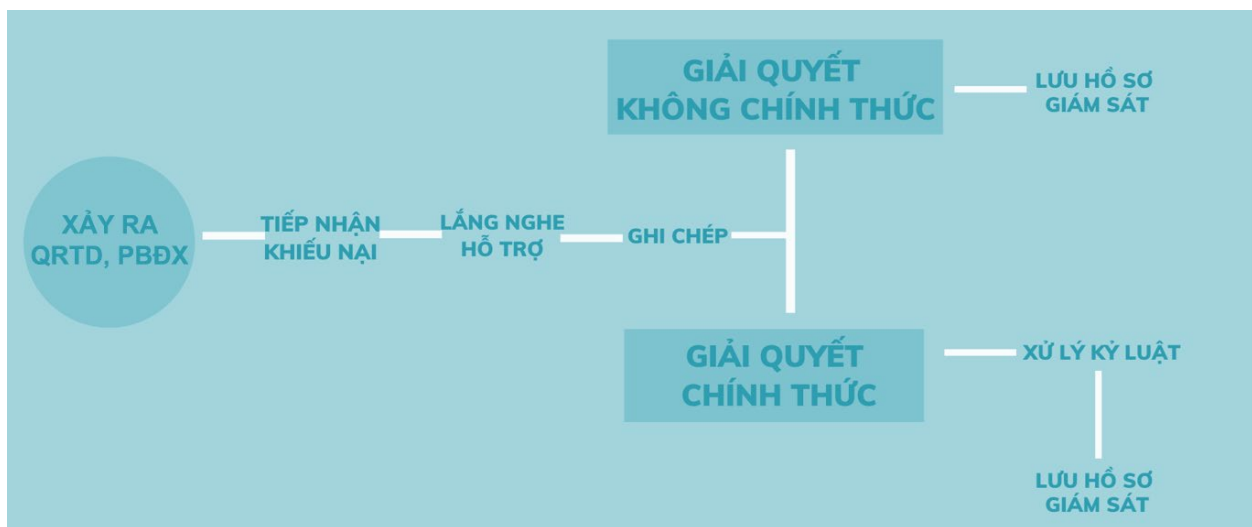 XẢY RA
QRTD, PBĐX
TIẾP NHẬN
KHIẾU NẠI
LẮNG NGHE
HỖ TRỢ
GHI CHÉP
GIẢI QUYẾT
KHÔNG CHÍNH THỨC
LƯU HỒ SƠ
GIÁM SÁT
GIẢI QUYẾT
CHÍNH THỨC
XỬ LÝ KỶ LUẬT
LƯU HỒ SƠ
GIÁM SÁT